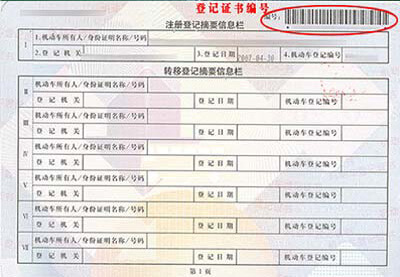 登记证书编号
编号:
注册登记摘要信息栏
I 1.机动车所有人/身份证明名称/号码
2.登记机关 3.登记日期 2007-04-30 4.机动车登记编号
转移登记摘要信息栏
II 机动车所有人/身份证明名称/号码
登记机关 登记日期 机动车登记编号
III 机动车所有人/身份证明名称/号码
登记机关 登记日期 机动车登记编号
IV 机动车所有人/身份证明名称/号码
登记机关 登记日期 机动车登记编号
V 机动车所有人/身份证明名称/号码
登记机关 登记日期 机动车登记编号
VI 机动车所有人/身份证明名称/号码
登记机关 登记日期 机动车登记编号
VII 机动车所有人/身份证明名称/号码
登记机关 登记日期 机动车登记编号
第1页